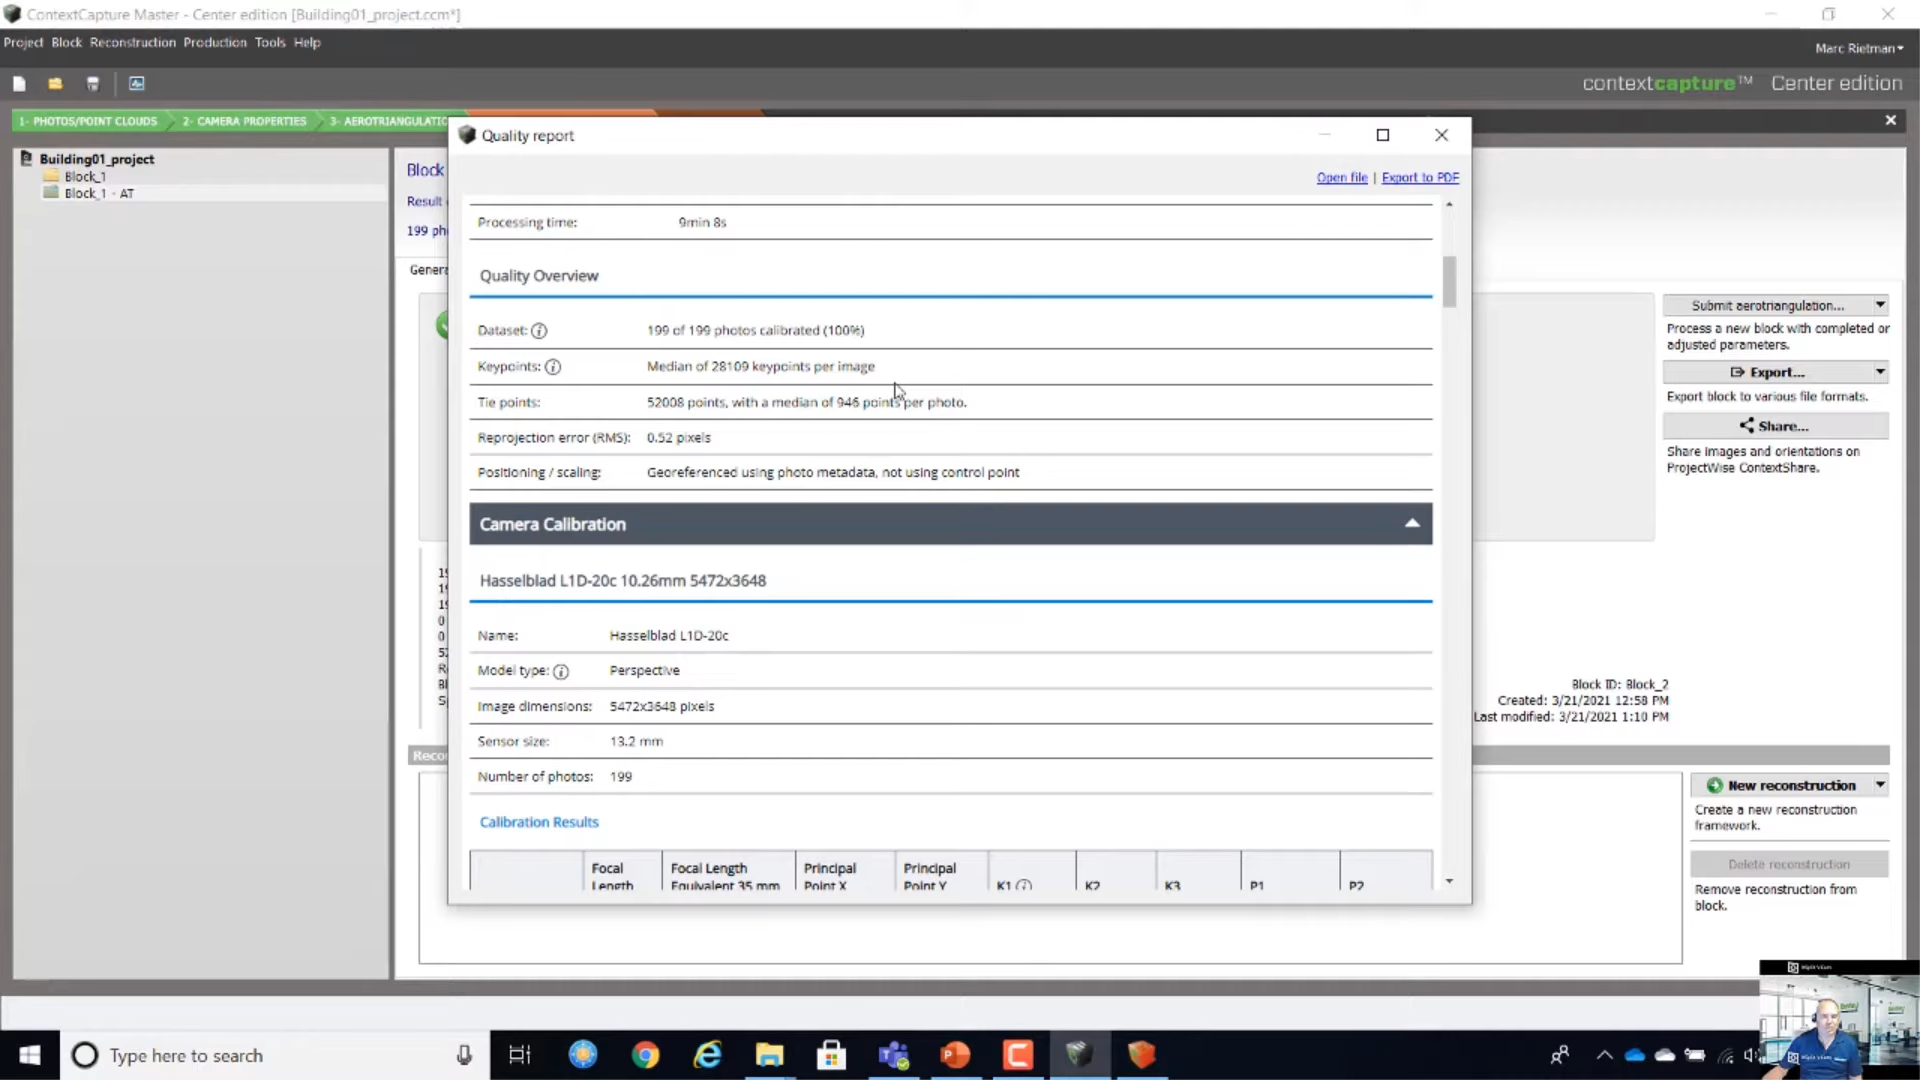 ContextCapture Master - Center edition [Building01_project.ccm*]
Project Block Reconstruction Production Tools Help
Marc Rietman
contextcapture™ Center edition
1- PHOTOS/POINT CLOUDS 2- CAMERA PROPERTIES 3- AEROTRIANGULATIO
Building01_project
Block_1
Block_1 - AT
Block
Result
199 ph
Genera
Quality report
Open file | Export to PDF
Processing time: 9min 8s
Quality Overview
Dataset: 199 of 199 photos calibrated (100%)
Keypoints: Median of 28109 keypoints per image
Tie points: 52008 points, with a median of 946 points per photo.
Reprojection error (RMS): 0.52 pixels
Positioning / scaling: Georeferenced using photo metadata, not using control point
Camera Calibration
Hasselblad L1D-20c 10.26mm 5472x3648
Name: Hasselblad L1D-20c
Model type: Perspective
Image dimensions: 5472x3648 pixels
Sensor size: 13.2 mm
Number of photos: 199
Calibration Results
Focal Length
Focal Length Equivalent 35 mm
Principal Point X
Principal Point Y
K1 K2 K3 P1 P2
Submit aerotriangulation...
Process a new block with completed or
adjusted parameters.
Export...
Export block to various file formats.
Share...
Share images and orientations on
ProjectWise ContextShare.
Block ID: Block_2
Created: 3/21/2021 12:58 PM
Last modified: 3/21/2021 1:10 PM
Reco
New reconstruction
Create a new reconstruction
framework.
Delete reconstruction
Remove reconstruction from
block.
Type here to search